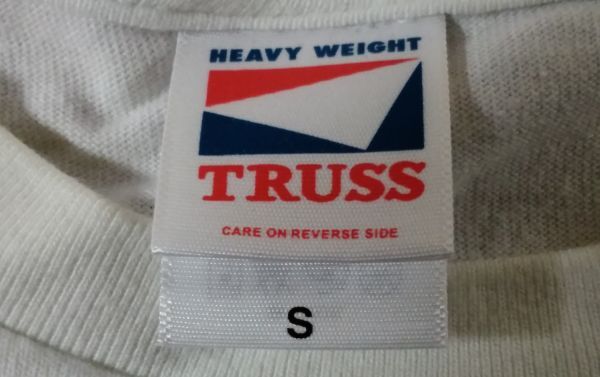 HEAVY WEIGHT
TRUSS
CARE ON REVERSE SIDE
S